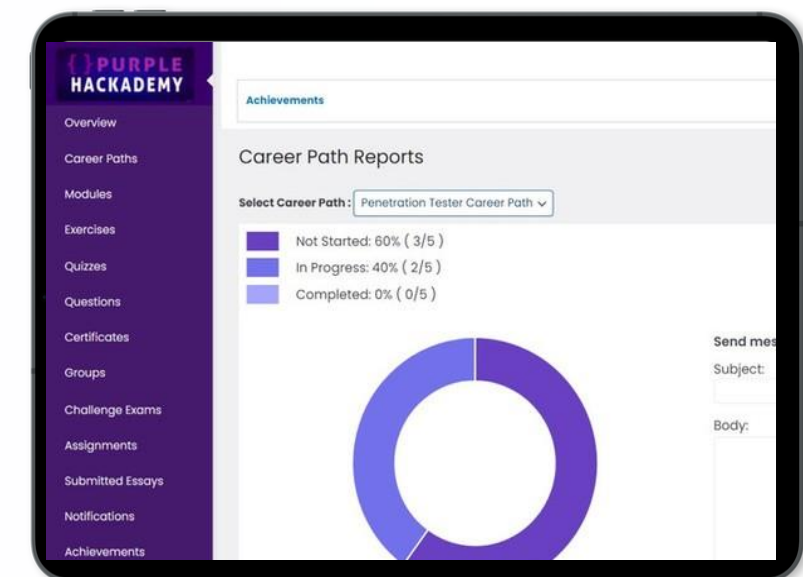 {}PURPLE
HACKADEMY
Overview
Career Paths
Modules
Exercises
Quizzes
Questions
Certificates
Groups
Challenge Exams
Assignments
Submitted Essays
Notifications
Achievements
Achievements
Career Path Reports
Select Career Path : Penetration Tester Career Path
Not Started: 60% ( 3/5 )
In Progress: 40% ( 2/5 )
Completed: 0% ( 0/5 )
Send mes
Subject:
Body: